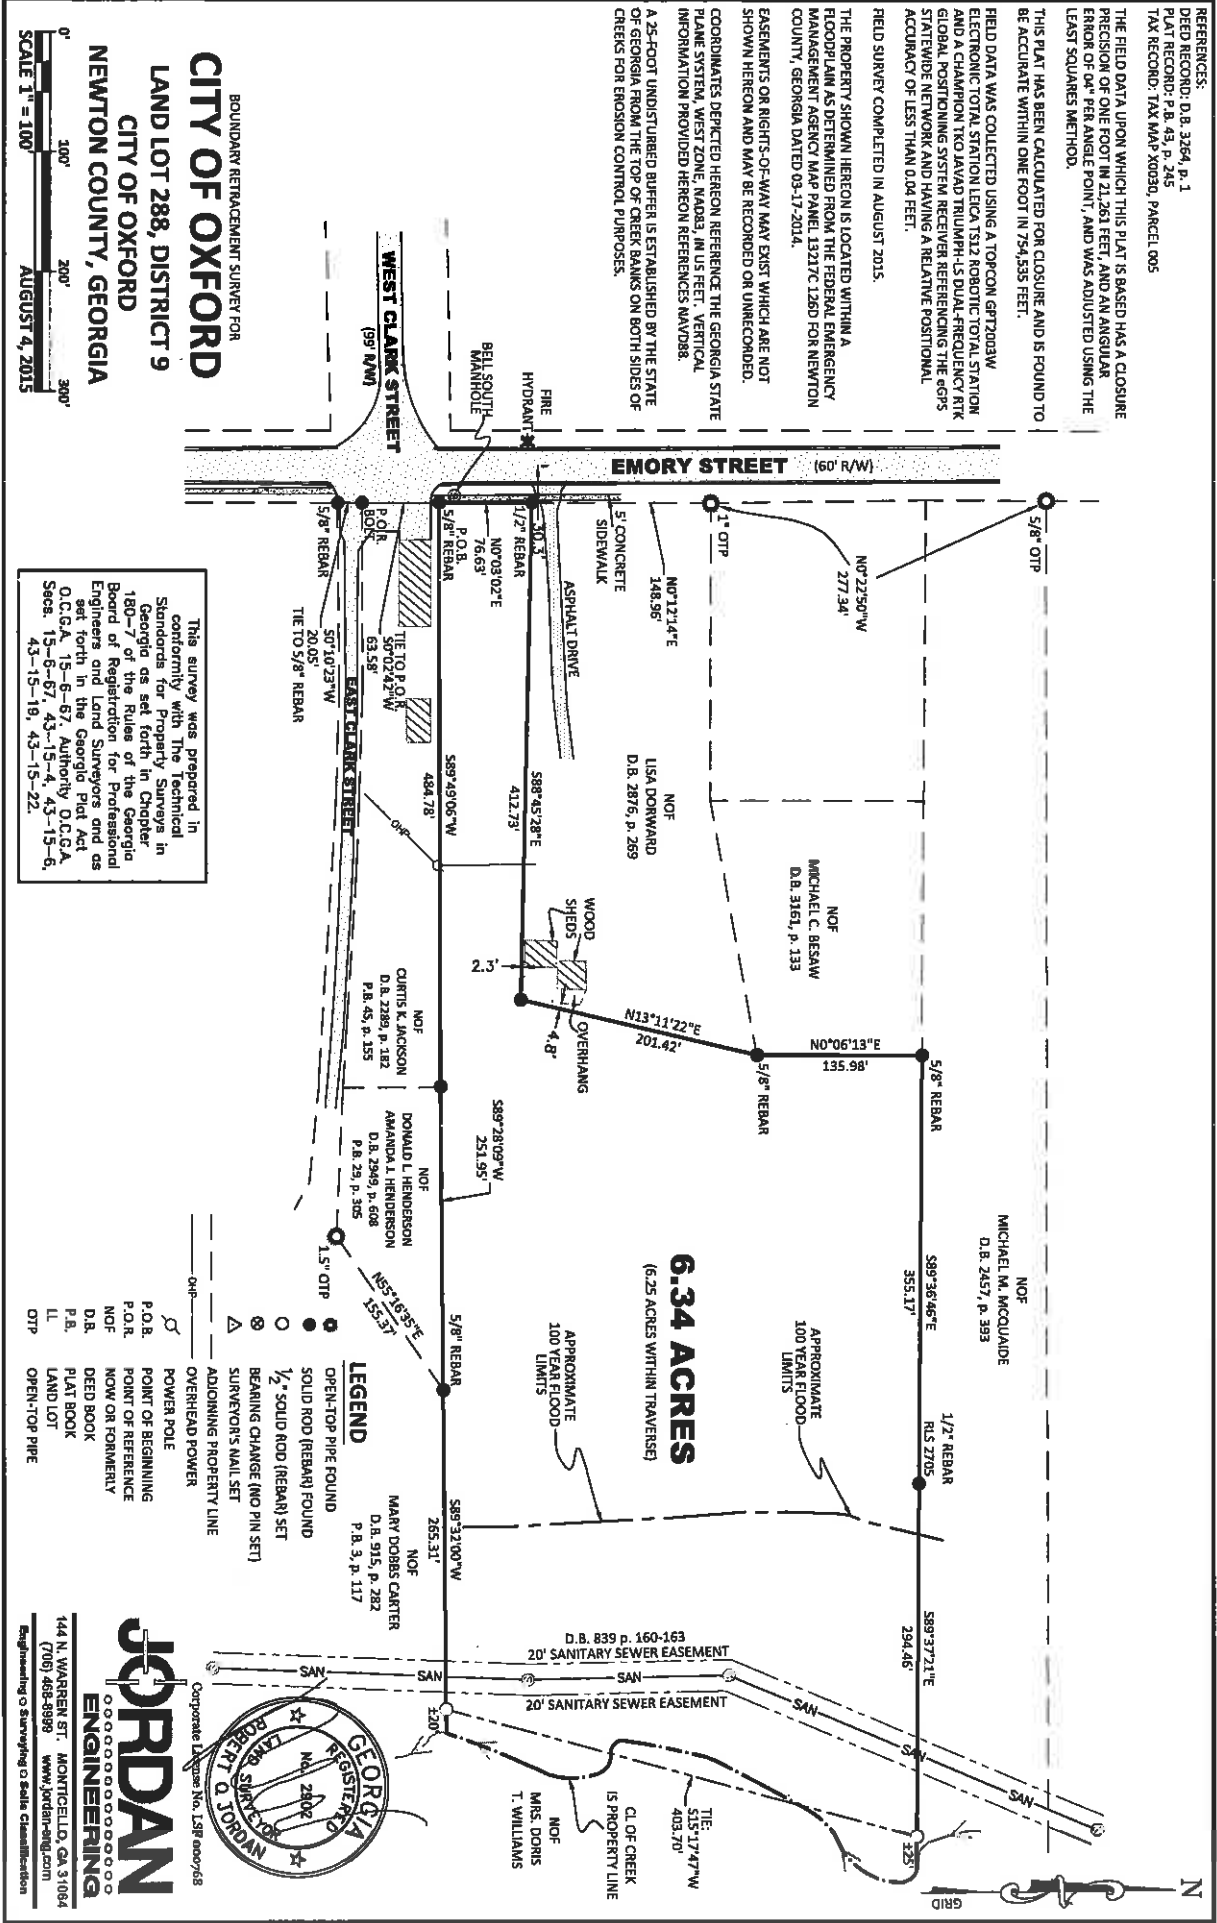 REFERENCES:
DEED RECORD: D.B. 3264, p. 1
PLAT RECORD: P.B. 43, p. 245
TAX RECORD: TAX MAP X0030, PARCEL 005
THE FIELD DATA UPON WHICH THIS PLAT IS BASED HAS A CLOSURE
PRECISION OF ONE FOOT IN 21,261 FEET, AND AN ANGULAR
ERROR OF 04" PER ANGLE POINT, AND WAS ADJUSTED USING THE
LEAST SQUARES METHOD.
THIS PLAT HAS BEEN CALCULATED FOR CLOSURE AND IS FOUND TO
BE ACCURATE WITHIN ONE FOOT IN 754,535 FEET.
FIELD DATA WAS COLLECTED USING A TOPCON GPT2003W
ELECTRONIC TOTAL STATION LEICA TS12 ROBOTIC TOTAL STATION
AND A CHAMPION TKO JAVAD TRIUMPH-LS DUAL-FREQUENCY RTK
GLOBAL POSITIONING SYSTEM RECEIVER REFERENCING THE eGPS
STATEWIDE NETWORK AND HAVING A RELATIVE POSITIONAL
ACCURACY OF LESS THAN 0.04 FEET.
FIELD SURVEY COMPLETED IN AUGUST 2015.
THE PROPERTY SHOWN HEREON IS LOCATED WITHIN A
FLOODPLAIN AS DETERMINED FROM THE FEDERAL EMERGENCY
MANAGEMENT AGENCY MAP PANEL 13217C 126D FOR NEWTON
COUNTY, GEORGIA DATED 03-17-2014.
EASEMENTS OR RIGHTS-OF-WAY MAY EXIST WHICH ARE NOT
SHOWN HEREON AND MAY BE RECORDED OR UNRECORDED.
COORDINATES DEPICTED HEREON REFERENCE THE GEORGIA STATE
PLANE SYSTEM, WEST ZONE, NAD83, IN US FEET. VERTICAL
INFORMATION PROVIDED HEREON REFERENCES NAVD88.
A 25-FOOT UNDISTURBED BUFFER IS ESTABLISHED BY THE STATE
OF GEORGIA FROM THE TOP OF CREEK BANKS ON BOTH SIDES OF
CREEKS FOR EROSION CONTROL PURPOSES.
BOUNDARY RETRACEMENT SURVEY FOR
CITY OF OXFORD
LAND LOT 288, DISTRICT 9
CITY OF OXFORD
NEWTON COUNTY, GEORGIA
0' 100' 200' 300'
SCALE 1" = 100' AUGUST 4, 2015
WEST CLARK STREET
(99' R/W)
BELL SOUTH
MANHOLE
FIRE
HYDRANT
EMORY STREET (60' R/W)
5/8" OTP
1" OTP
N0°22'50"W
277.34'
N0°12'14"E
148.96'
5' CONCRETE
SIDEWALK
30.3'
1/2" REBAR
N0°03'02"E
76.63'
P.O.B.
5/8" REBAR
P.O.R.
BOLT
5/8" REBAR
ASPHALT DRIVE
TIE TO P.O.R.
S0°02'42"W
63.58'
S0°10'23"W
20.05'
TIE TO 5/8" REBAR
EAST CLARK STREET
S89°49'06"W
484.78'
S88°45'28"E
412.73'
OHP
NOF
LISA DORWARD
D.B. 2876, p. 269
NOF
MICHAEL C. BESAW
D.B. 3161, p. 133
WOOD
SHEDS
2.3'
4.8'
OVERHANG
N13°11'22"E
201.42'
5/8" REBAR
N0°06'13"E
135.98'
5/8" REBAR
NOF
CURTIS K. JACKSON
D.B. 2289, p. 182
P.B. 45, p. 155
NOF
DONALD L HENDERSON
AMANDA J. HENDERSON
D.B. 2949, p. 608
P.B. 29, p. 305
S89°28'09"W
251.95'
1.5" OTP
N55°16'35"E
155.37'
5/8" REBAR
NOF
MICHAEL M. MCQUAIDE
D.B. 2457, p. 393
S89°36'46"E
355.17'
1/2" REBAR
RLS 2705
6.34 ACRES
(6.25 ACRES WITHIN TRAVERSE)
APPROXIMATE
100 YEAR FLOOD
LIMITS
APPROXIMATE
100 YEAR FLOOD
LIMITS
S89°32'00"W
265.31'
NOF
MARY DOBBS CARTER
D.B. 915, p. 282
P.B. 3, p. 117
S89°37'21"E
294.46'
D.B. 839 p. 160-163
20' SANITARY SEWER EASEMENT
20' SANITARY SEWER EASEMENT
SAN
SAN
SAN
SAN
SAN
SAN
±20'
±25'
TIE:
S15°17'47"W
403.70'
CL OF CREEK
IS PROPERTY LINE
NOF
MRS. DORIS
T. WILLIAMS
N
GRID
This survey was prepared in
conformity with The Technical
Standards for Property Surveys in
Georgia as set forth in Chapter
180-7 of the Rules of the Georgia
Board of Registration for Professional
Engineers and Land Surveyors and as
set forth in the Georgia Plat Act
O.C.G.A. 15-6-67. Authority O.C.G.A.
Secs. 15-6-67, 43-15-4, 43-15-6,
43-15-19, 43-15-22.
LEGEND
OPEN-TOP PIPE FOUND
SOLID ROD (REBAR) FOUND
1/2" SOLID ROD (REBAR) SET
BEARING CHANGE (NO PIN SET)
SURVEYOR'S NAIL SET
ADJOINING PROPERTY LINE
OHP OVERHEAD POWER
POWER POLE
P.O.B. POINT OF BEGINNING
P.O.R. POINT OF REFERENCE
NOF NOW OR FORMERLY
D.B. DEED BOOK
P.B. PLAT BOOK
LL LAND LOT
OTP OPEN-TOP PIPE
GEORGIA
REGISTERED
No. 2902
LAND SURVEYOR
ROBERT O JORDAN
Corporate License No. LSF 000768
JORDAN
ENGINEERING
144 N. WARREN ST. MONTICELLO, GA 31064
(706) 468-8999 www.jordan-eng.com
Engineering Surveying Soils Classification